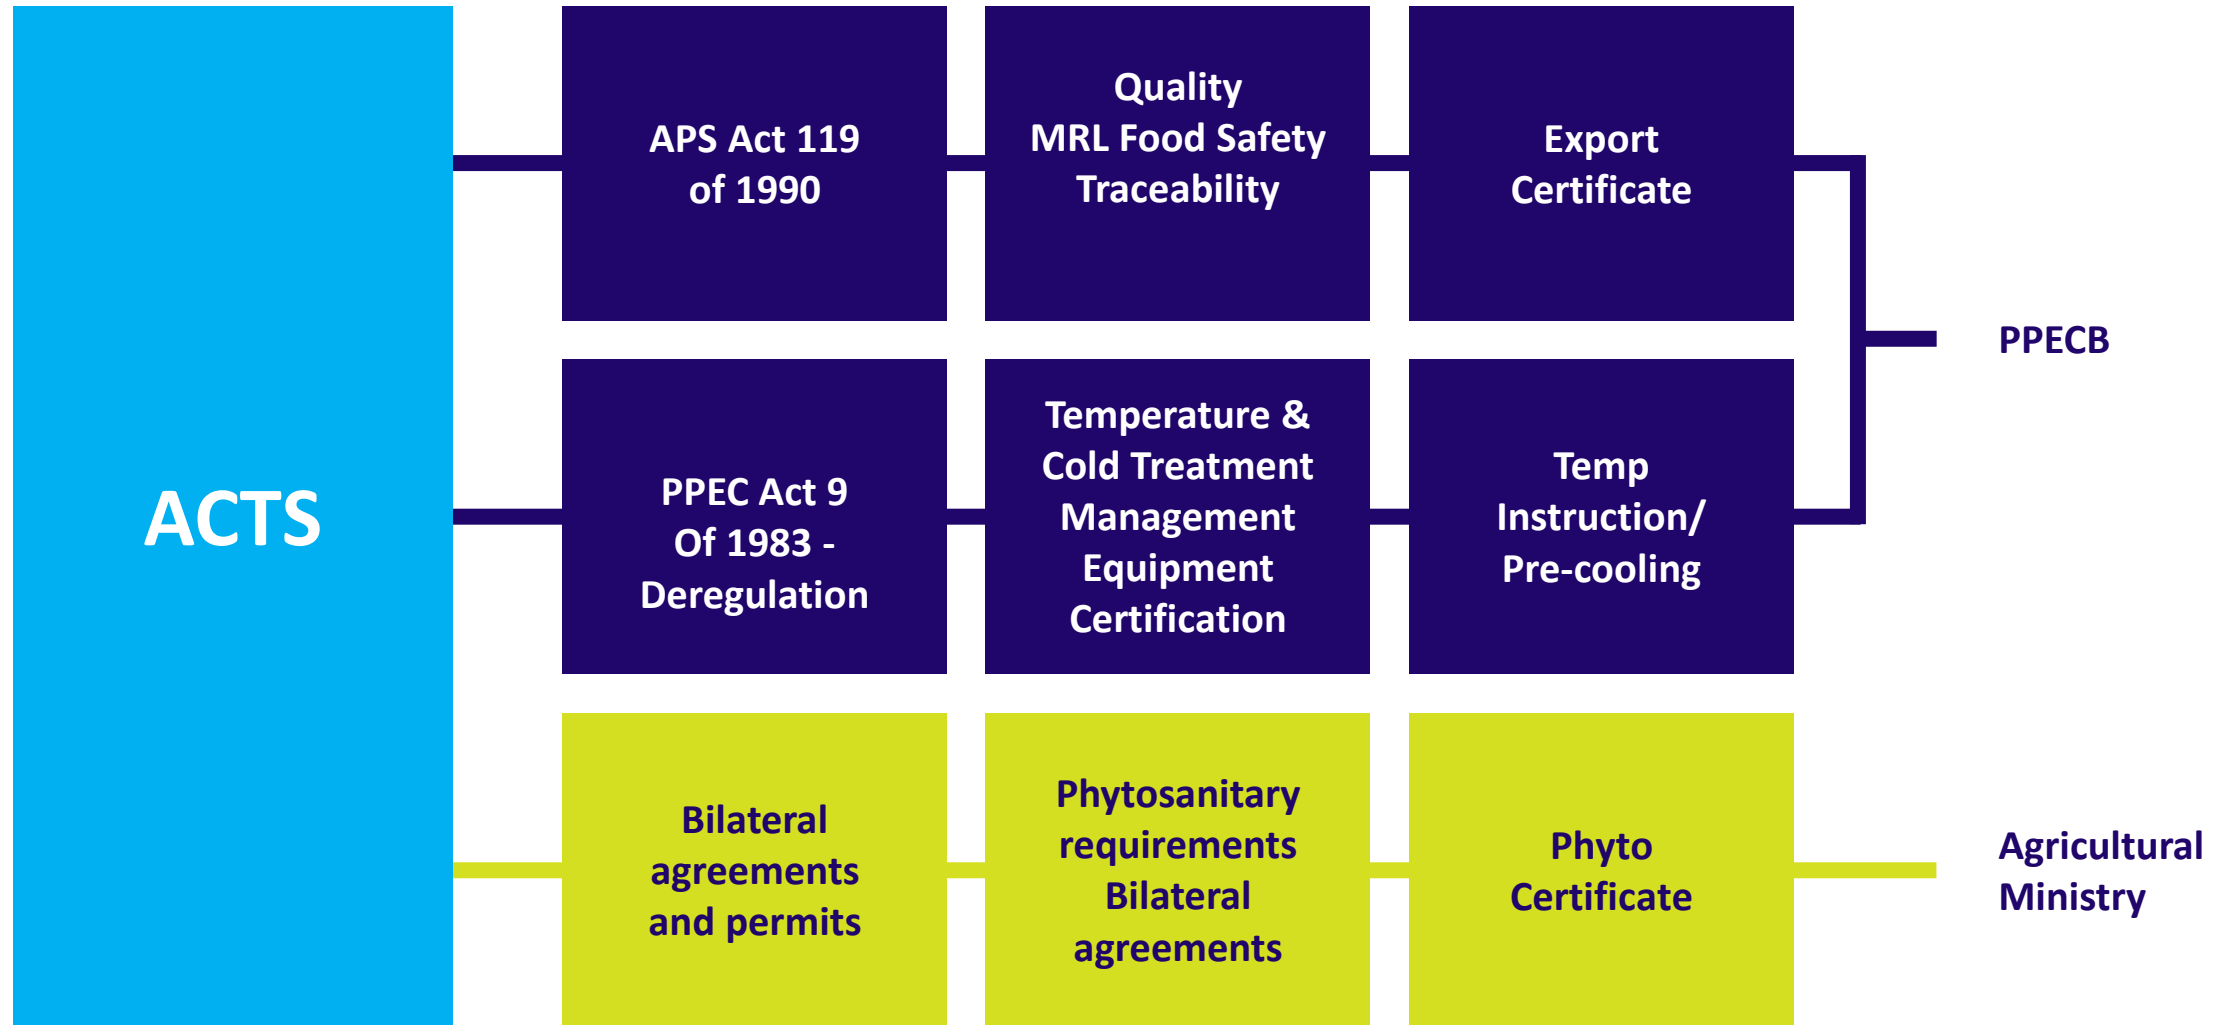 ACTS
APS Act 119
of 1990
Quality
MRL Food Safety
Traceability
Export
Certificate
PPECB
PPEC Act 9
Of 1983 -
Deregulation
Temperature &
Cold Treatment
Management
Equipment
Certification
Temp
Instruction/
Pre-cooling
Bilateral
agreements
and permits
Phytosanitary
requirements
Bilateral
agreements
Phyto
Certificate
Agricultural
Ministry